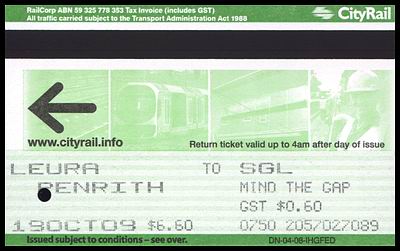 RailCorp ABN 59 325 778 353 Tax Invoice (includes GST)
All traffic carried subject to the Transport Administration Act 1988
CityRail
www.cityrail.info
Return ticket valid up to 4am after day of issue
LEURA TO SGL
PENRITH MIND THE GAP
GST $0.60
19OCT09 $6.60 0750 205/027089
Issued subject to conditions – see over.
DN-04-08-IHGFED